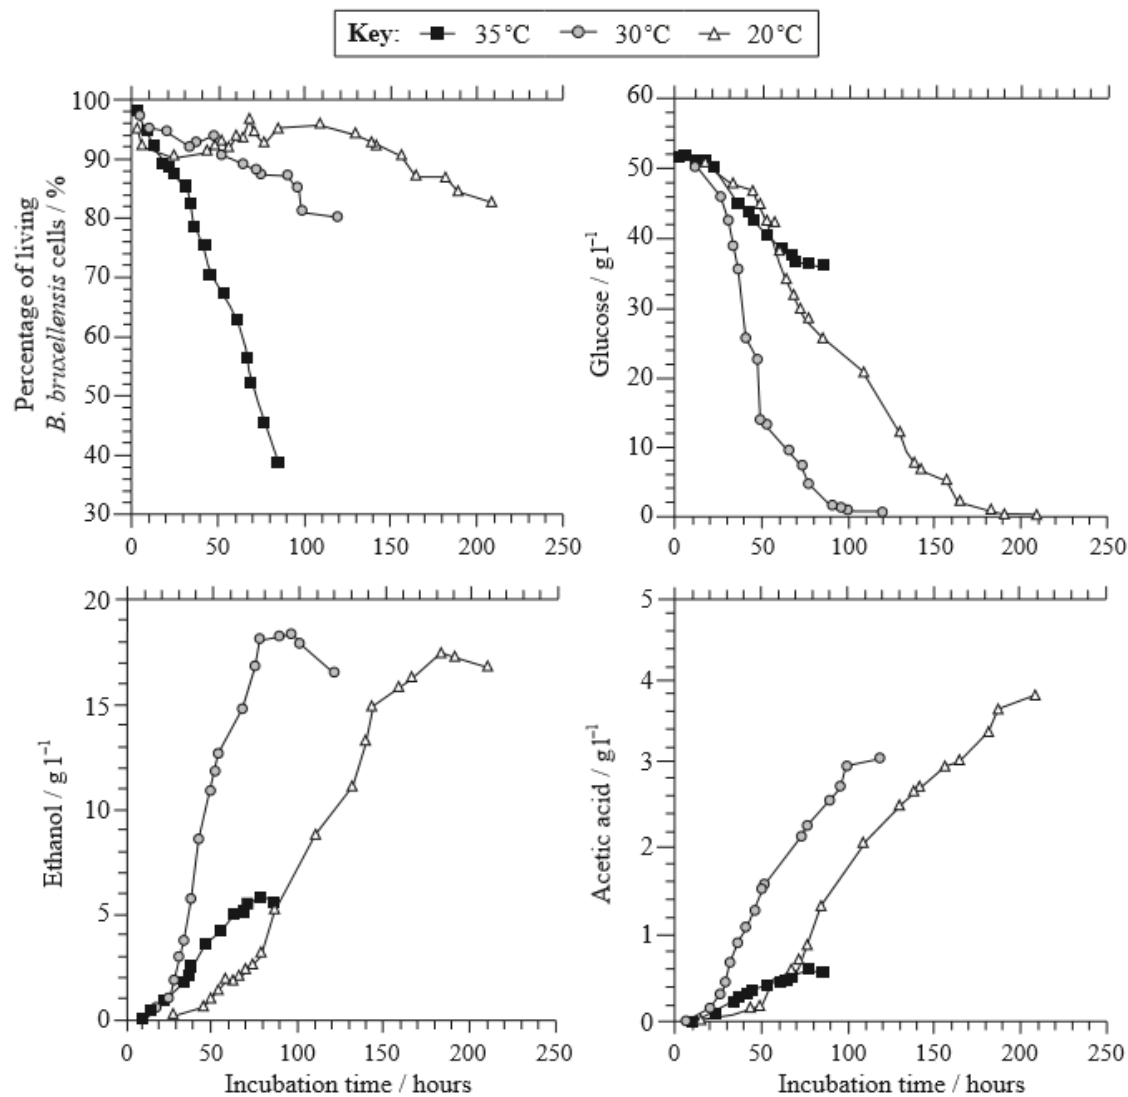 Key: 35°C 30°C 20°C
100
90
80
70
60
50
40
30
Percentage of living
B. bruxellensis cells / %
0 50 100 150 200 250
60
50
40
30
20
10
0
Glucose / g l⁻¹
0 50 100 150 200 250
20
15
10
5
0
Ethanol / g l⁻¹
0 50 100 150 200 250
Incubation time / hours
5
4
3
2
1
0
Acetic acid / g l⁻¹
0 50 100 150 200 250
Incubation time / hours